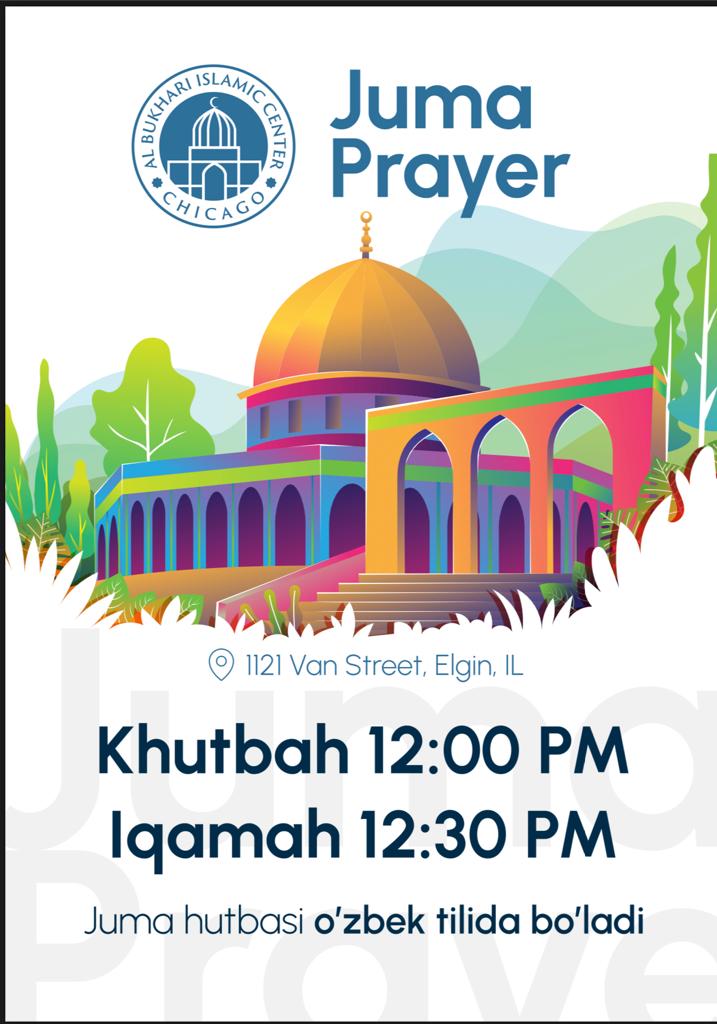 AL BUKHARI ISLAMIC CENTER
CHICAGO
Juma
Prayer
1121 Van Street, Elgin, IL
Khutbah 12:00 PM
Iqamah 12:30 PM
Juma hutbasi o'zbek tilida bo'ladi
Juma
Praye